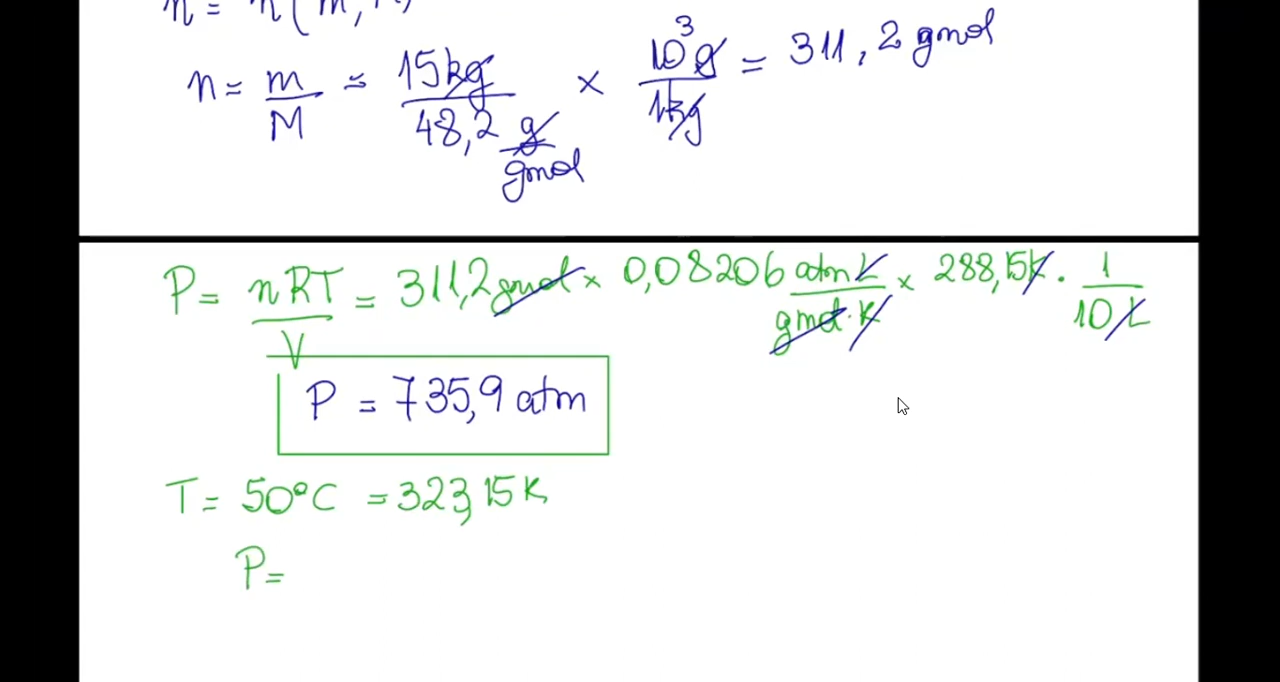 n = n(m,
n = m/M = 15kg/48,2 g/gmol × 10³g/1kg = 311,2 gmol
P = nRT/V = 311,2 gmol × 0,08206 atm L/gmol·K × 288,15K · 1/10 L
P = 735,9 atm
T = 50°C = 323,15 K
P =